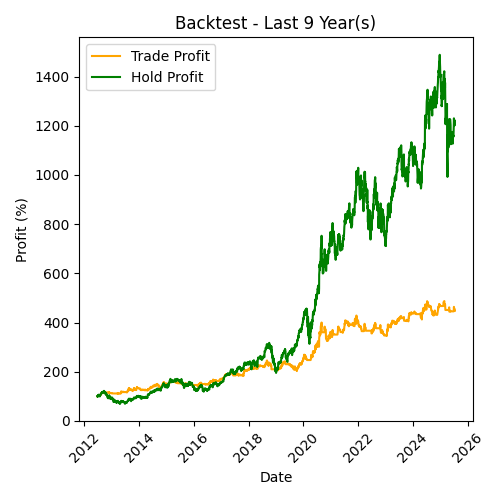 Backtest - Last 9 Year(s)
Trade Profit
Hold Profit
Profit (%)
1400
1200
1000
800
600
400
200
0
2012 2014 2016 2018 2020 2022 2024 2026
Date